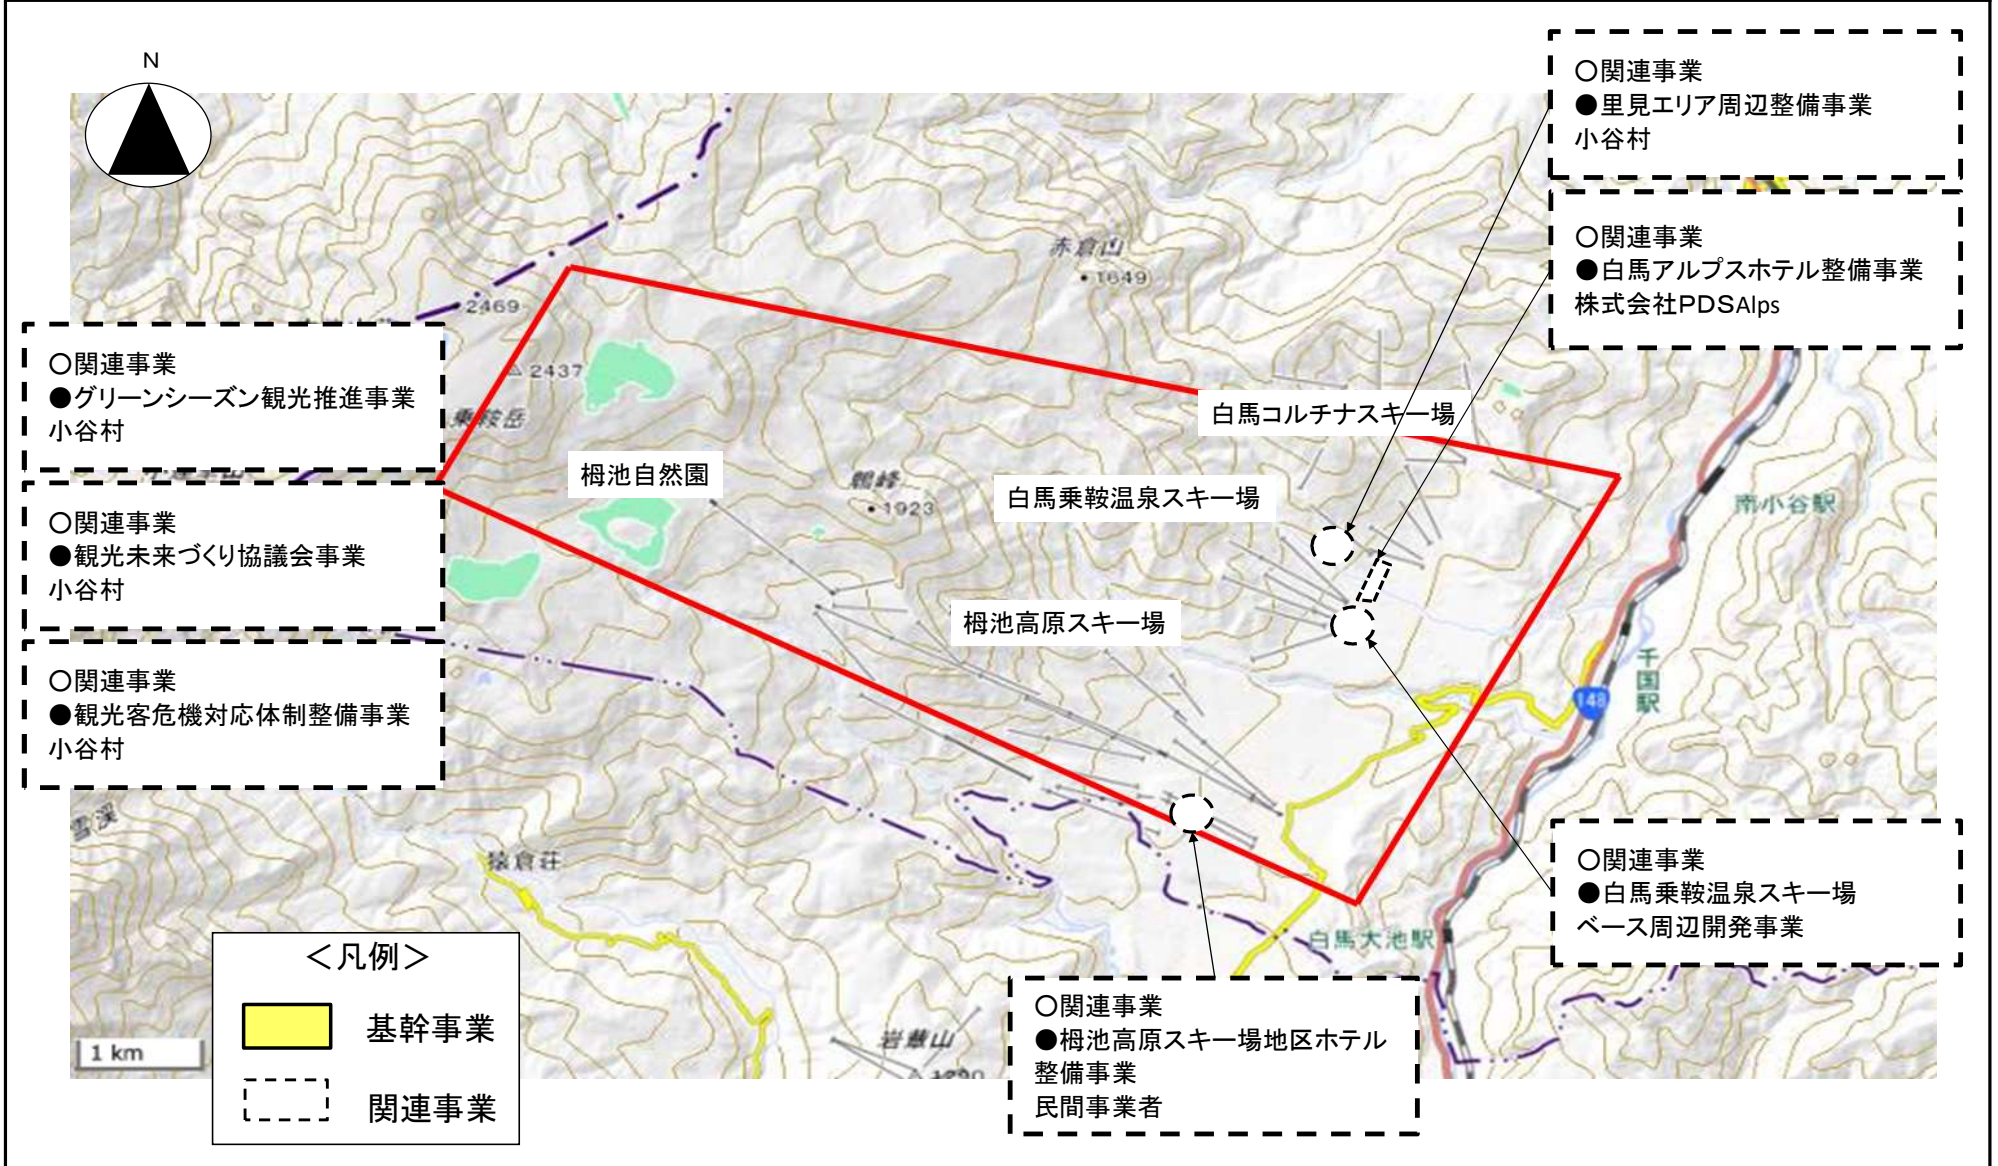 N
○関連事業
●里見エリア周辺整備事業
小谷村
○関連事業
●白馬アルプスホテル整備事業
株式会社PDSAlps
赤倉山
1649
2469
○関連事業
●グリーンシーズン観光推進事業
小谷村
2437
乗鞍岳
白馬コルチナスキー場
栂池自然園
鵯峰
1923
白馬乗鞍温泉スキー場
南小谷駅
○関連事業
●観光未来づくり協議会事業
小谷村
栂池高原スキー場
千国駅
148
○関連事業
●観光客危機対応体制整備事業
小谷村
雪渓
猿倉荘
○関連事業
●白馬乗鞍温泉スキー場
ベース周辺開発事業
白馬大池駅
＜凡例＞
基幹事業
関連事業
○関連事業
●栂池高原スキー場地区ホテル
整備事業
民間事業者
岩蕈山
1 km